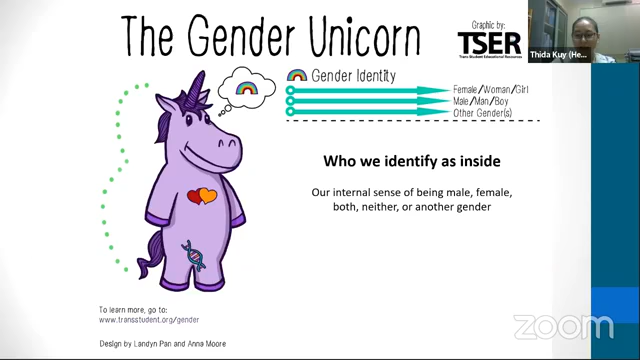 The Gender Unicorn
Graphic by:
TSER
Trans Student Educational Resources
Thida Kuy (He...
Gender Identity
Female/Woman/Girl
Male/Man/Boy
Other Gender(s)
Who we identify as inside
Our internal sense of being male, female,
both, neither, or another gender
To learn more, go to:
www.transstudent.org/gender
Design by Landyn Pan and Anna Moore
zoom